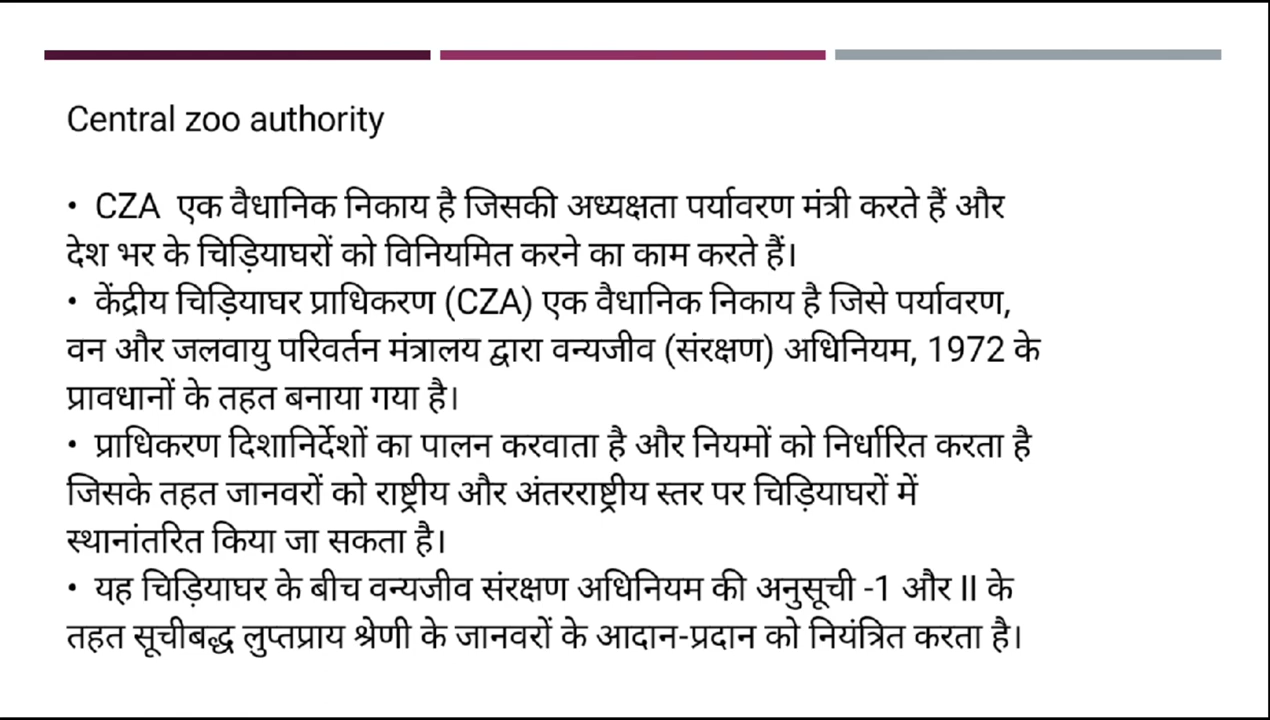 Central zoo authority
• CZA एक वैधानिक निकाय है जिसकी अध्यक्षता पर्यावरण मंत्री करते हैं और
देश भर के चिड़ियाघरों को विनियमित करने का काम करते हैं।
• केंद्रीय चिड़ियाघर प्राधिकरण (CZA) एक वैधानिक निकाय है जिसे पर्यावरण,
वन और जलवायु परिवर्तन मंत्रालय द्वारा वन्यजीव (संरक्षण) अधिनियम, 1972 के
प्रावधानों के तहत बनाया गया है।
• प्राधिकरण दिशानिर्देशों का पालन करवाता है और नियमों को निर्धारित करता है
जिसके तहत जानवरों को राष्ट्रीय और अंतरराष्ट्रीय स्तर पर चिड़ियाघरों में
स्थानांतरित किया जा सकता है।
• यह चिड़ियाघर के बीच वन्यजीव संरक्षण अधिनियम की अनुसूची -1 और II के
तहत सूचीबद्ध लुप्तप्राय श्रेणी के जानवरों के आदान-प्रदान को नियंत्रित करता है।